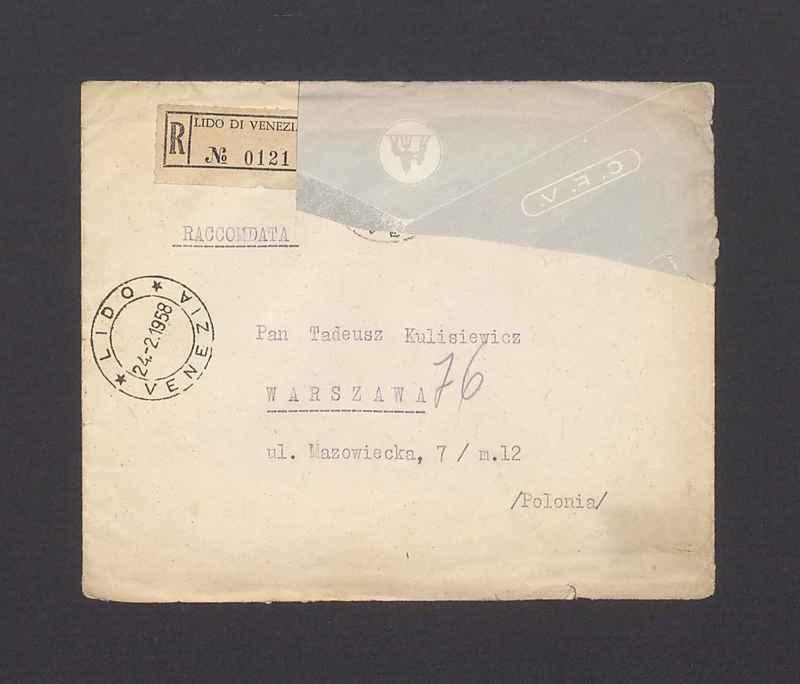 R
LIDO DI VENEZI
№ 0121
C.F.V.
RACCOMDATA
* LIDO *
24.-2.1958
VENEZIA
Pan Tadeusz Kulisiewicz
WARSZAWA 76
ul. Mazowiecka, 7 / m.12
/Polonia/